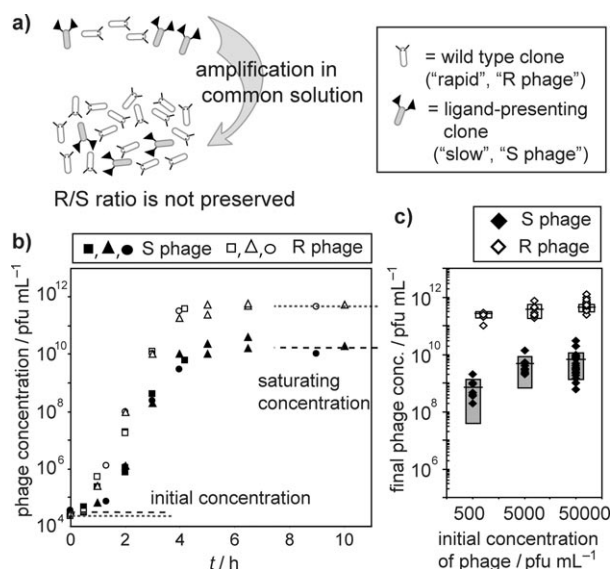 a)
amplification in
common solution
R/S ratio is not preserved
= wild type clone
("rapid", "R phage")
= ligand-presenting
clone
("slow", "S phage")
b)
■,▲,● S phage □,△,○ R phage
phage concentration / pfu mL⁻¹
10¹²
10¹⁰
10⁸
10⁶
10⁴
saturating
concentration
initial concentration
0 2 4 6 8 10
t / h
c)
◆ S phage
◇ R phage
final phage conc. / pfu mL⁻¹
10¹²
10¹⁰
10⁸
10⁶
500
5000
50000
initial concentration
of phage / pfu mL⁻¹